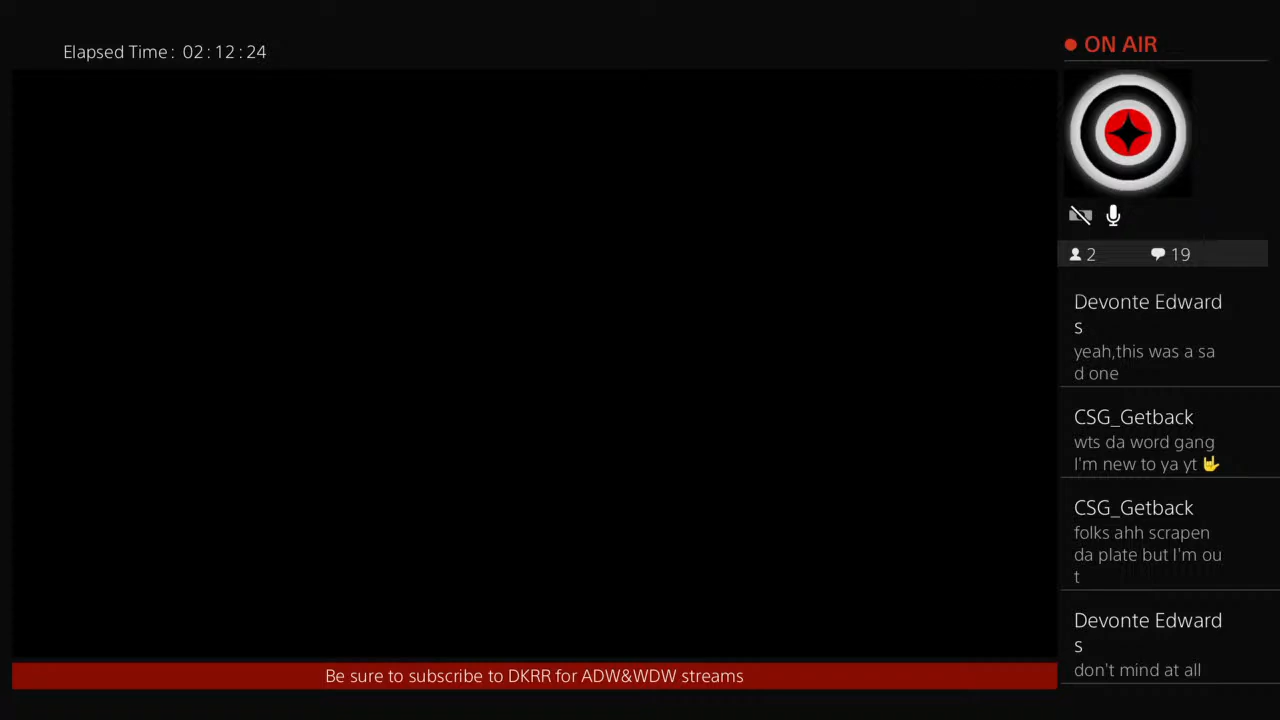 Elapsed Time: 02:12:24
ON AIR
2 19
Devonte Edward
s
yeah,this was a sa
d one
CSG_Getback
wts da word gang
I'm new to ya yt 🤟
CSG_Getback
folks ahh scrapen
da plate but I'm ou
t
Devonte Edward
s
don't mind at all
Be sure to subscribe to DKRR for ADW&WDW streams